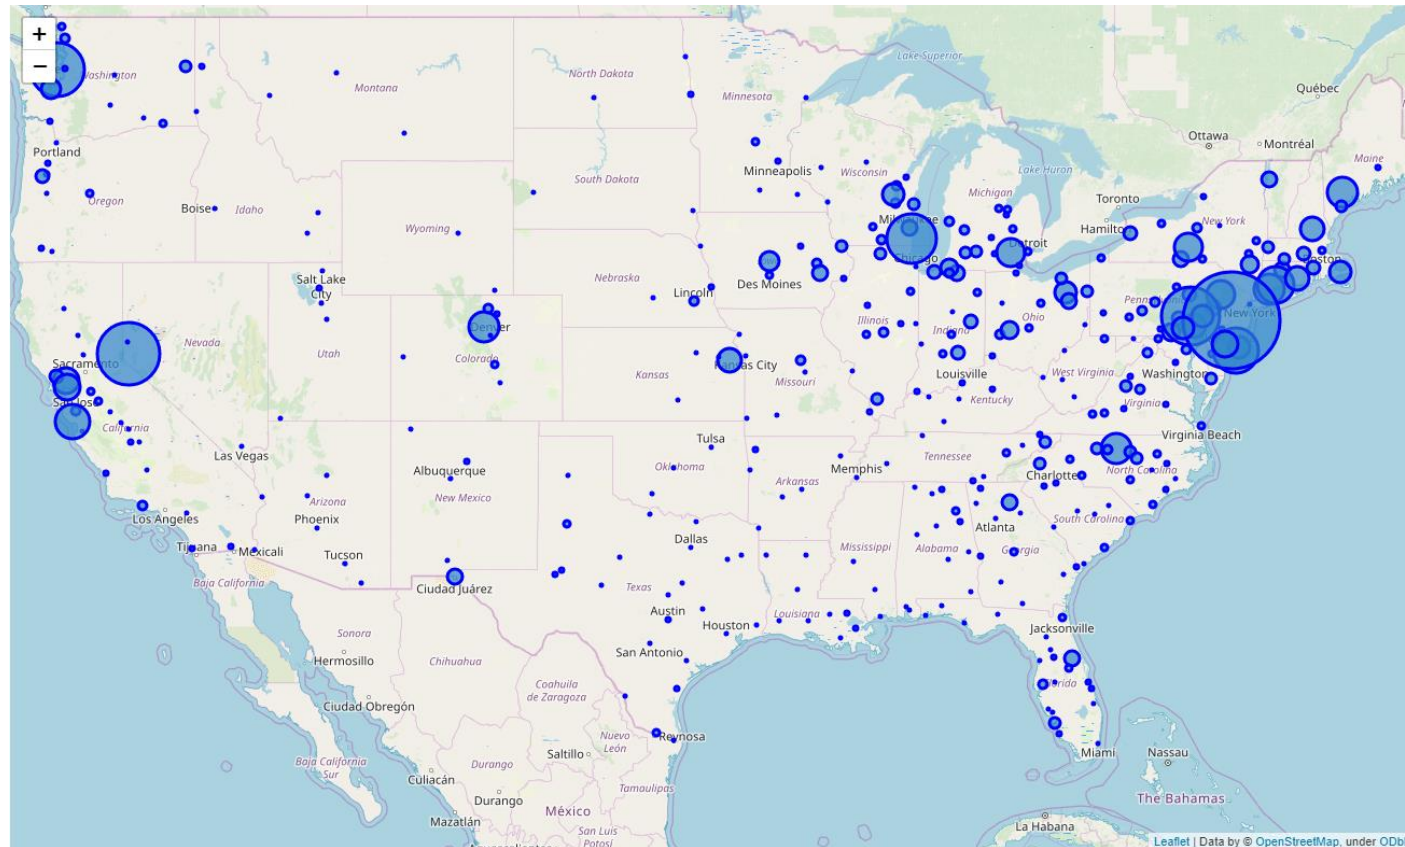 +
−
Washington
Portland
Oregon
Boise
Idaho
Montana
North Dakota
Minnesota
Minneapolis
South Dakota
Wyoming
Salt Lake
City
Nebraska
Lincoln
Des Moines
Wisconsin
Lake Superior
Michigan
Lake Huron
Chicago
Detroit
Toronto
Hamilton
Ottawa
Montréal
Québec
Maine
New York
Boston
New York
Nevada
Utah
Denver
Colorado
Kansas
Kansas City
Missouri
Illinois
Indiana
Ohio
Louisville
Kentucky
West Virginia
Washington
Virginia
Virginia Beach
Sacramento
California
Las Vegas
Los Angeles
Tijuana
Mexicali
Arizona
Phoenix
Tucson
Albuquerque
New Mexico
Tulsa
Oklahoma
Arkansas
Memphis
Tennessee
Charlotte
North Carolina
South Carolina
Atlanta
Georgia
Alabama
Mississippi
Louisiana
Dallas
Texas
Austin
Houston
San Antonio
Ciudad Juárez
Baja California
Sonora
Hermosillo
Chihuahua
Coahuila
de Zaragoza
Ciudad Obregón
Nuevo
León
Reynosa
Saltillo
Durango
Baja California
Sur
Culiacán
Durango
Tamaulipas
Mazatlán
México
San Luis
Potosí
Jacksonville
Florida
Miami
Nassau
The Bahamas
La Habana
Leaflet | Data by © OpenStreetMap, under ODb